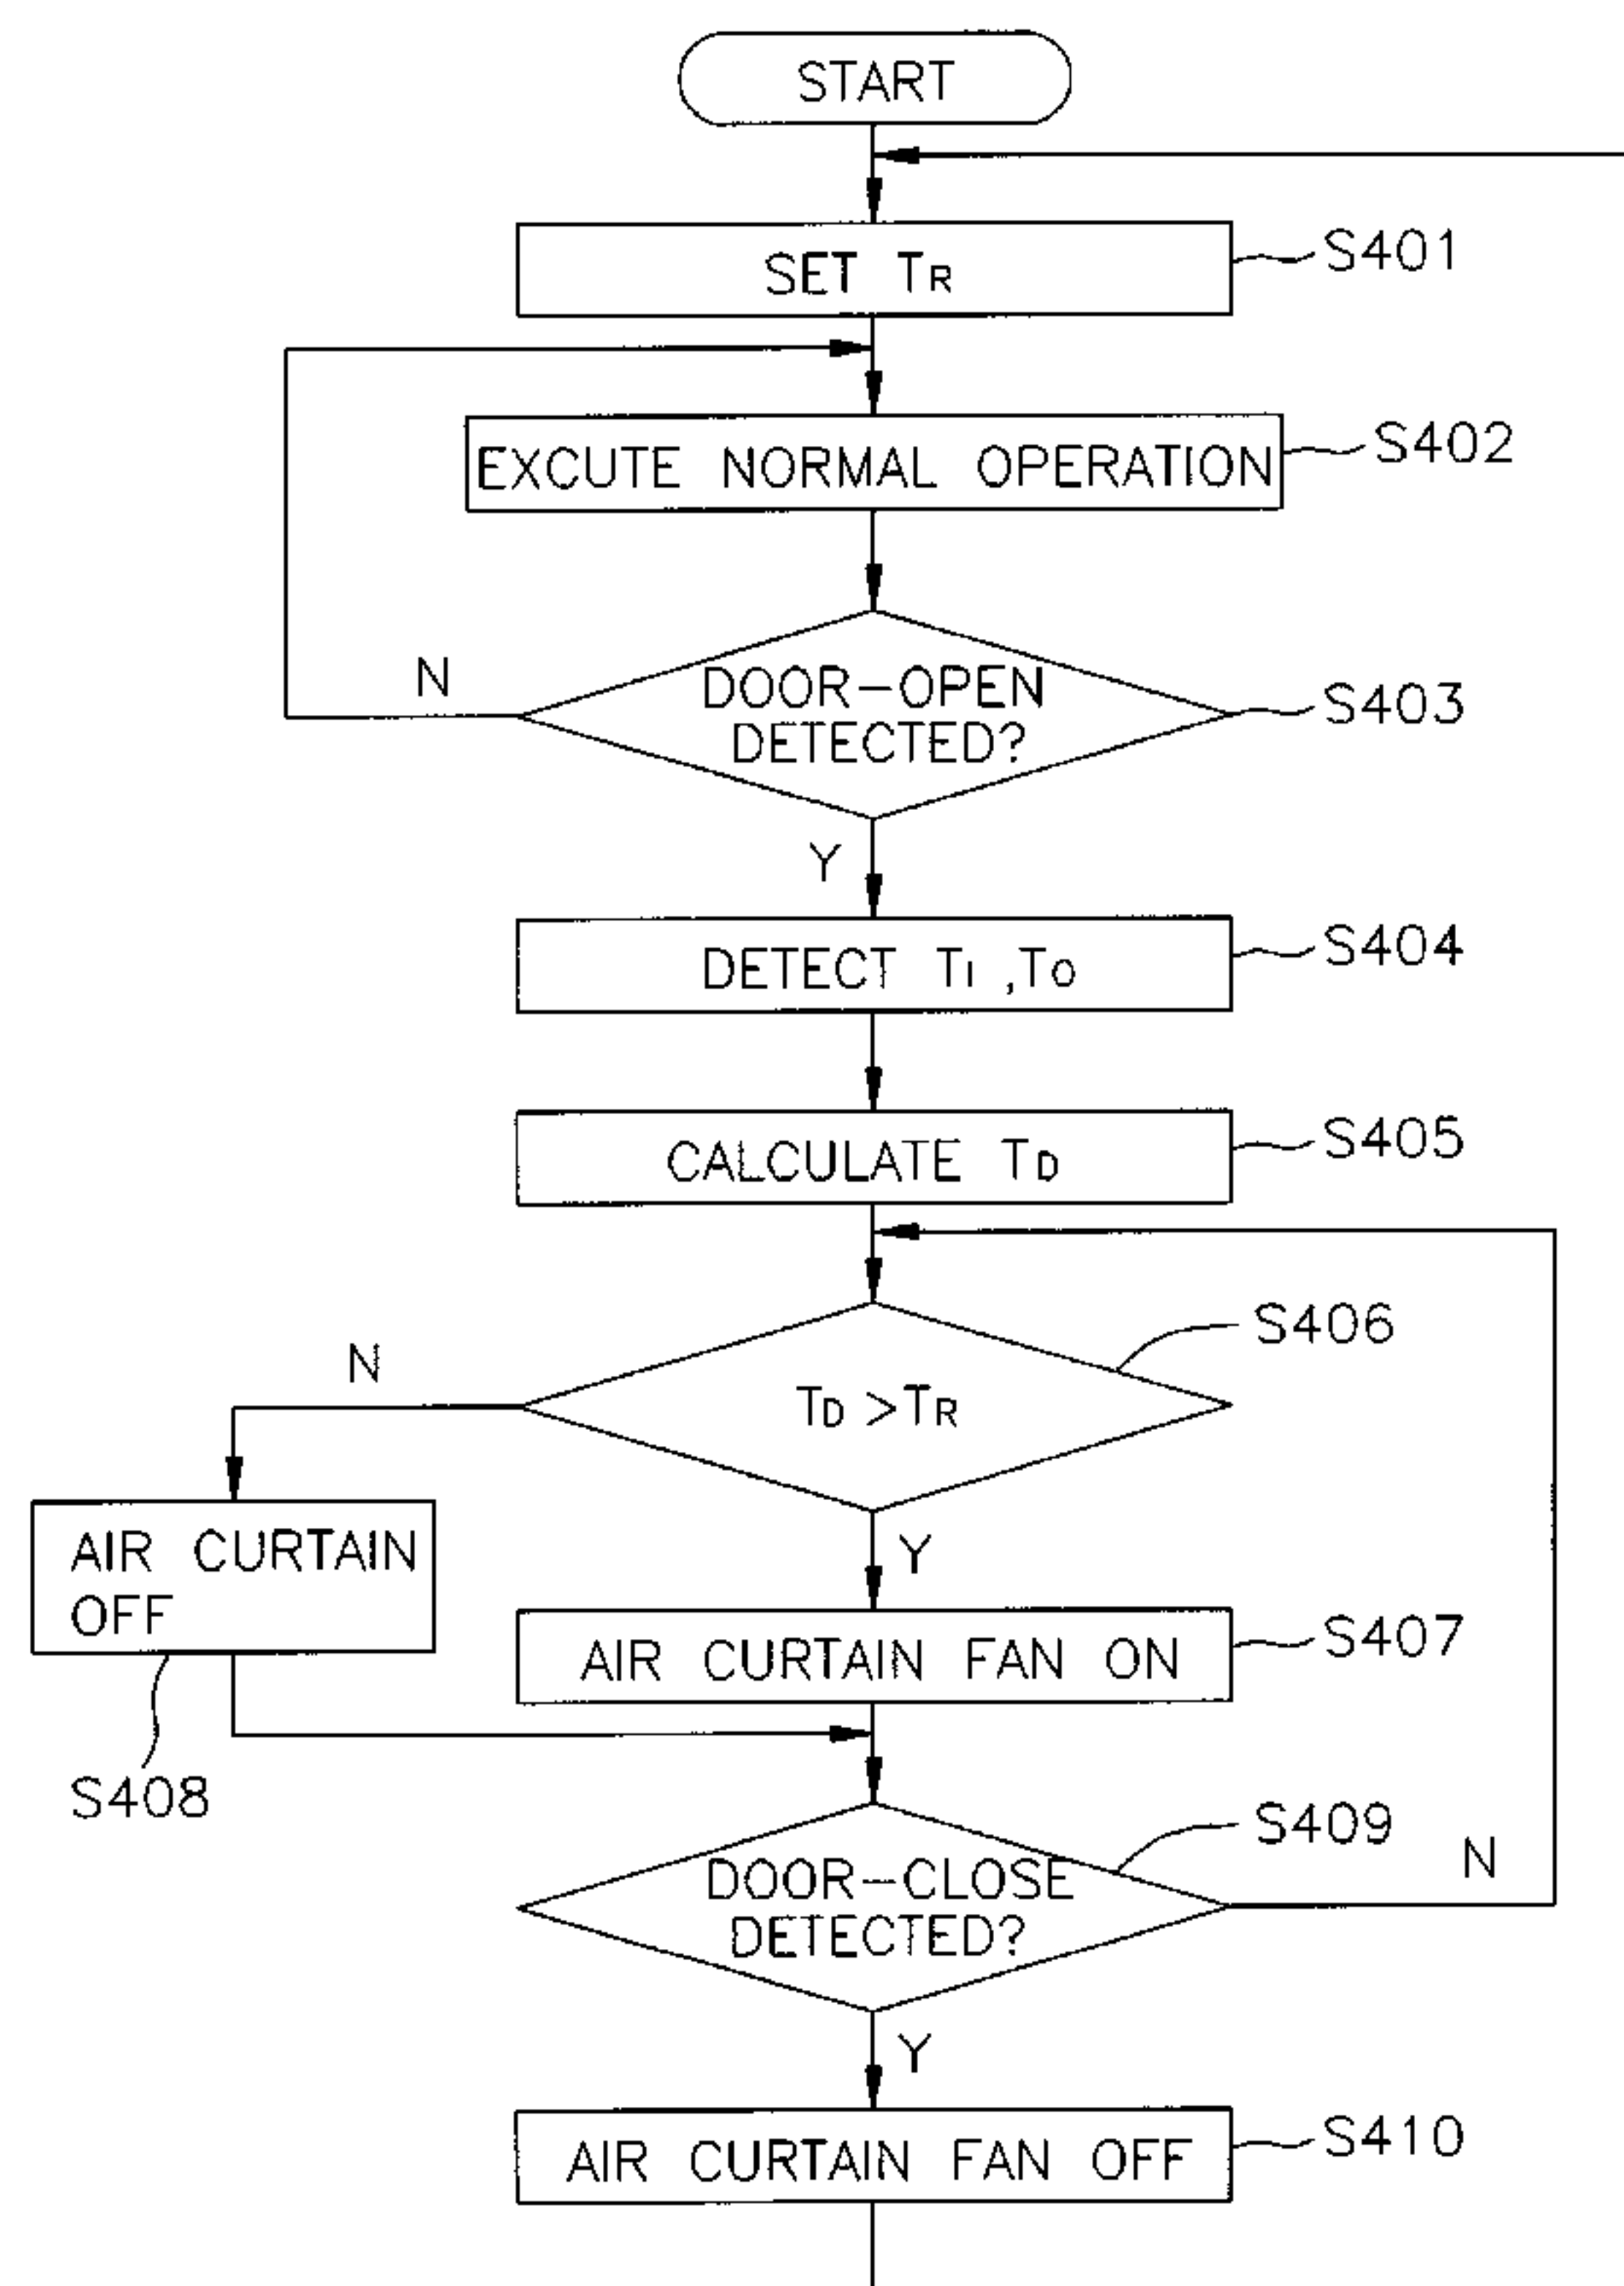 START
SET TR
S401
EXCUTE NORMAL OPERATION
S402
DOOR-OPEN
DETECTED?
S403
N
Y
DETECT TI ,TO
S404
CALCULATE TD
S405
S406
N
TD >TR
Y
AIR CURTAIN
OFF
AIR CURTAIN FAN ON
S407
S408
S409
DOOR-CLOSE
DETECTED?
N
Y
AIR CURTAIN FAN OFF
S410